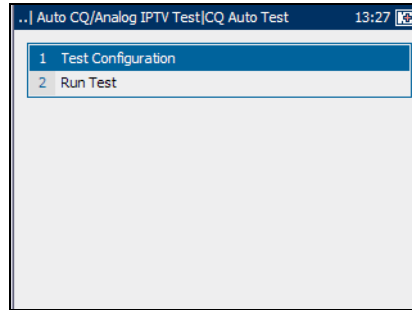 ..| Auto CQ/Analog IPTV Test|CQ Auto Test 13:27
1 Test Configuration
2 Run Test